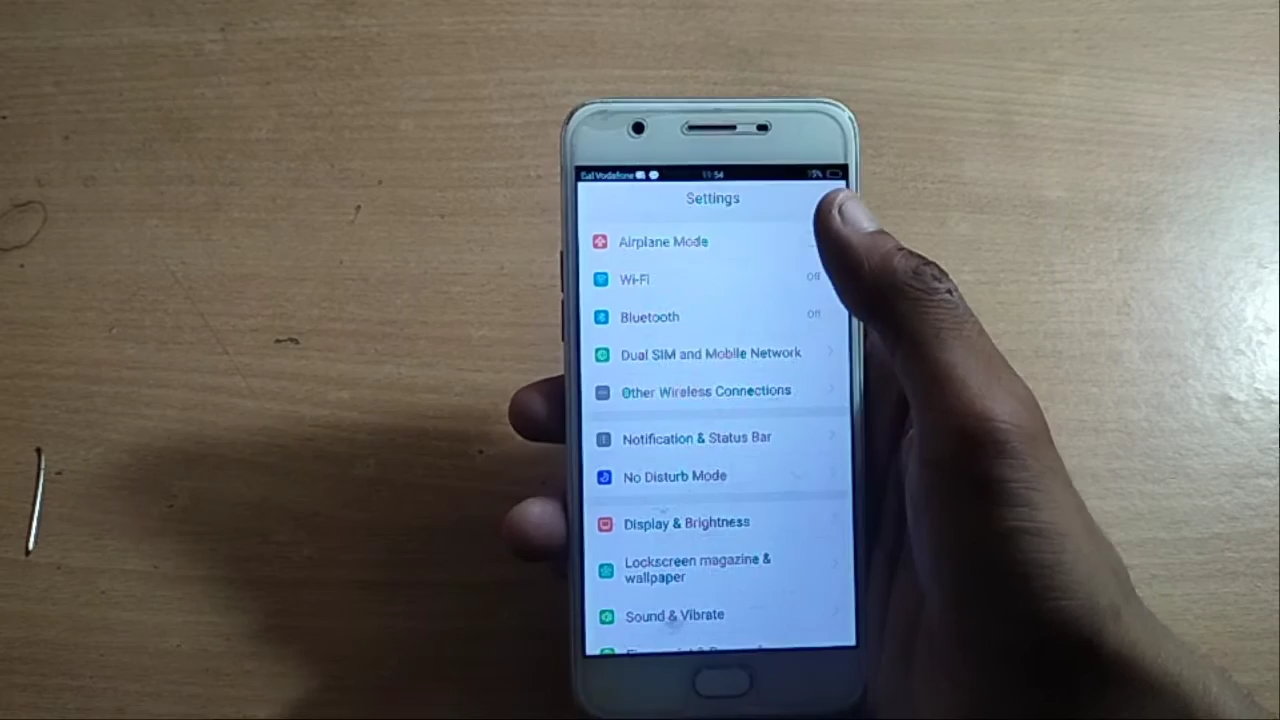 Vodafone
11:54
Settings
Airplane Mode
Wi-Fi Off
Bluetooth Off
Dual SIM and Mobile Network
Other Wireless Connections
Notification & Status Bar
No Disturb Mode
Display & Brightness
Lockscreen magazine &
wallpaper
Sound & Vibrate